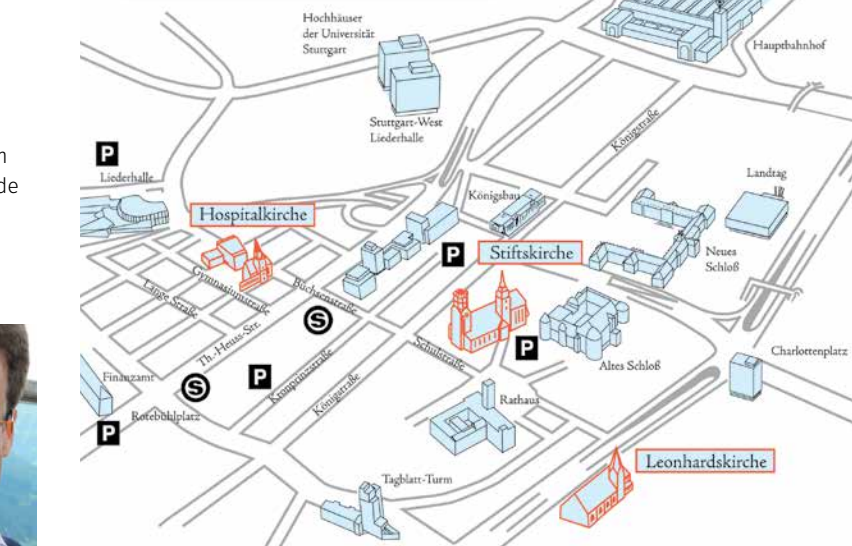 Hochhäuser
der Universität
Stuttgart
Hauptbahnhof
Stuttgart-West
Liederhalle
Königstraße
P
Liederhalle
Königsbau
Landtag
Hospitalkirche
P
Stiftskirche
Neues
Schloß
Gymnasiumstraße
Lange Straße
Büchsenstraße
S
Th.-Heuss-Str.
Schulstraße
P
Altes Schloß
Charlottenplatz
Finanzamt
S
P
Kronprinzstraße
Königstraße
Rathaus
Rotebühlplatz
P
Leonhardskirche
Tagblatt-Turm